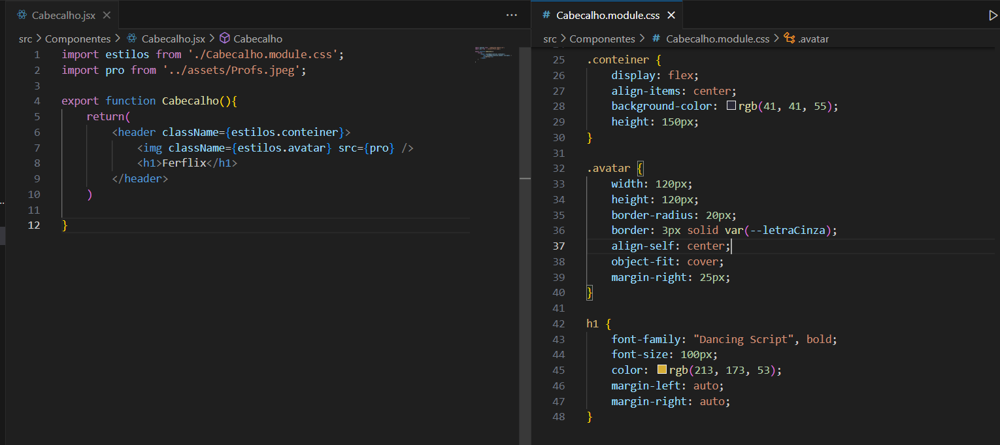 Cabecalho.jsx
src > Componentes > Cabecalho.jsx > Cabecalho
1 import estilos from './Cabecalho.module.css';
2 import pro from '../assets/Profs.jpeg';
3
4 export function Cabecalho(){
5 return(
6 <header className={estilos.conteiner}>
7 <img className={estilos.avatar} src={pro} />
8 <h1>Ferflix</h1>
9 </header>
10 )
11
12 }
# Cabecalho.module.css
src > Componentes > # Cabecalho.module.css > .avatar
25 .conteiner {
26 display: flex;
27 align-items: center;
28 background-color: rgb(41, 41, 55);
29 height: 150px;
30 }
31
32 .avatar {
33 width: 120px;
34 height: 120px;
35 border-radius: 20px;
36 border: 3px solid var(--letraCinza);
37 align-self: center;
38 object-fit: cover;
39 margin-right: 25px;
40 }
41
42 h1 {
43 font-family: "Dancing Script", bold;
44 font-size: 100px;
45 color: rgb(213, 173, 53);
46 margin-left: auto;
47 margin-right: auto;
48 }